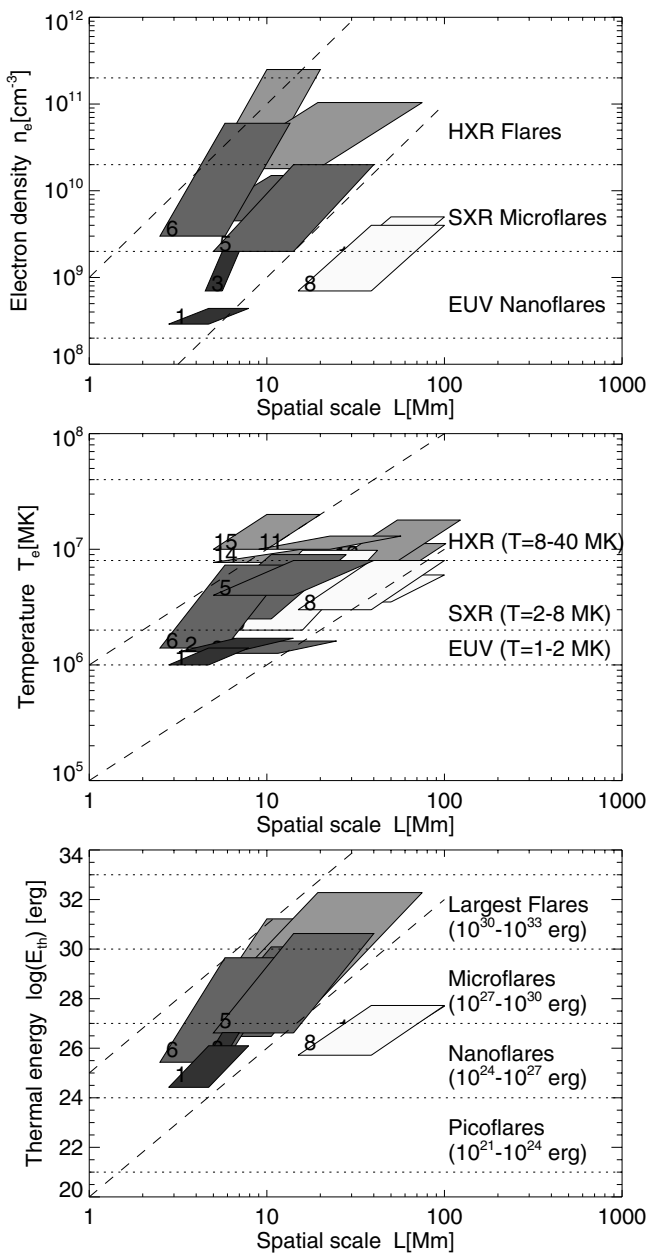 10^12
10^11
10^10
10^9
10^8
Electron density n_e[cm^-3]
HXR Flares
SXR Microflares
EUV Nanoflares
6
5
3
1
8
1 10 100 1000
Spatial scale L[Mm]
10^8
10^7
10^6
10^5
Temperature T_e[MK]
HXR (T=8-40 MK)
SXR (T=2-8 MK)
EUV (T=1-2 MK)
15
11
14
5
8
6
2
1
1 10 100 1000
Spatial scale L[Mm]
34
32
30
28
26
24
22
21
20
Thermal energy log(E_th) [erg]
Largest Flares
(10^30-10^33 erg)
Microflares
(10^27-10^30 erg)
Nanoflares
(10^24-10^27 erg)
Picoflares
(10^21-10^24 erg)
5
6
8
1
1 10 100 1000
Spatial scale L[Mm]